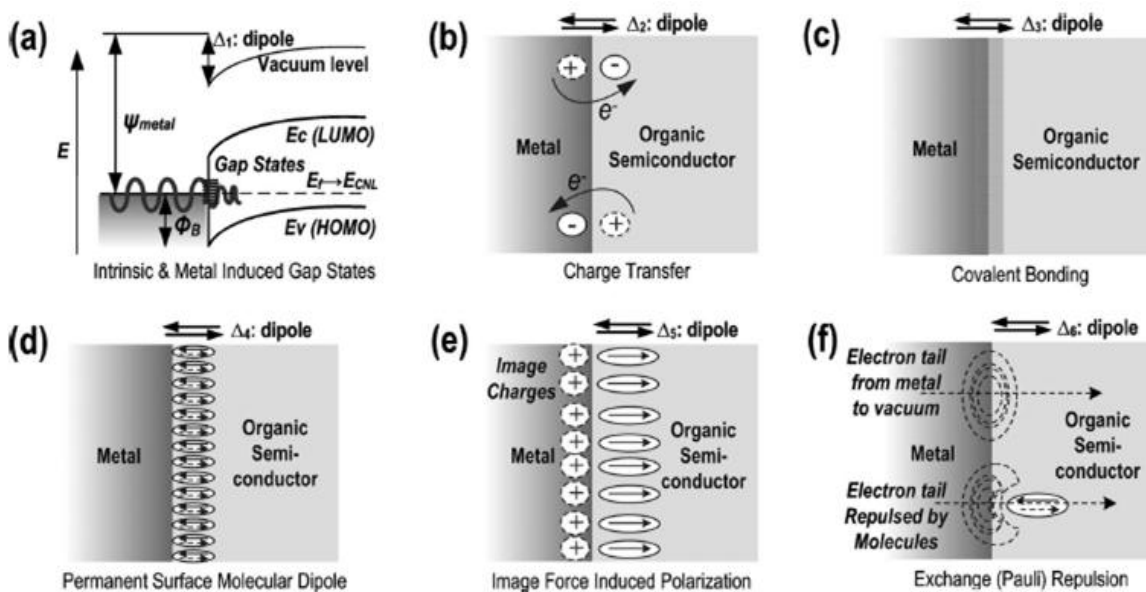 (a)
Δ₁: dipole
Vacuum level
E
Ψmetal
Ec (LUMO)
Gap States
Ef→ECNL
ΦB
Ev (HOMO)
Intrinsic & Metal Induced Gap States
(b)
Δ₂: dipole
+ -
e⁻
Metal
Organic
Semiconductor
e⁻
- +
Charge Transfer
(c)
Δ₃: dipole
Metal
Organic
Semiconductor
Covalent Bonding
(d)
Δ₄: dipole
Metal
Organic
Semi-
conductor
Permanent Surface Molecular Dipole
(e)
Δ₅: dipole
Image
Charges
Metal
+
+
+
+
+
+
+
+
Organic
Semi-
conductor
Image Force Induced Polarization
(f)
Δ₆: dipole
Electron tail
from metal
to vacuum
Organic
Semi-
conductor
Metal
Electron tail
Repulsed by
Molecules
Exchange (Pauli) Repulsion